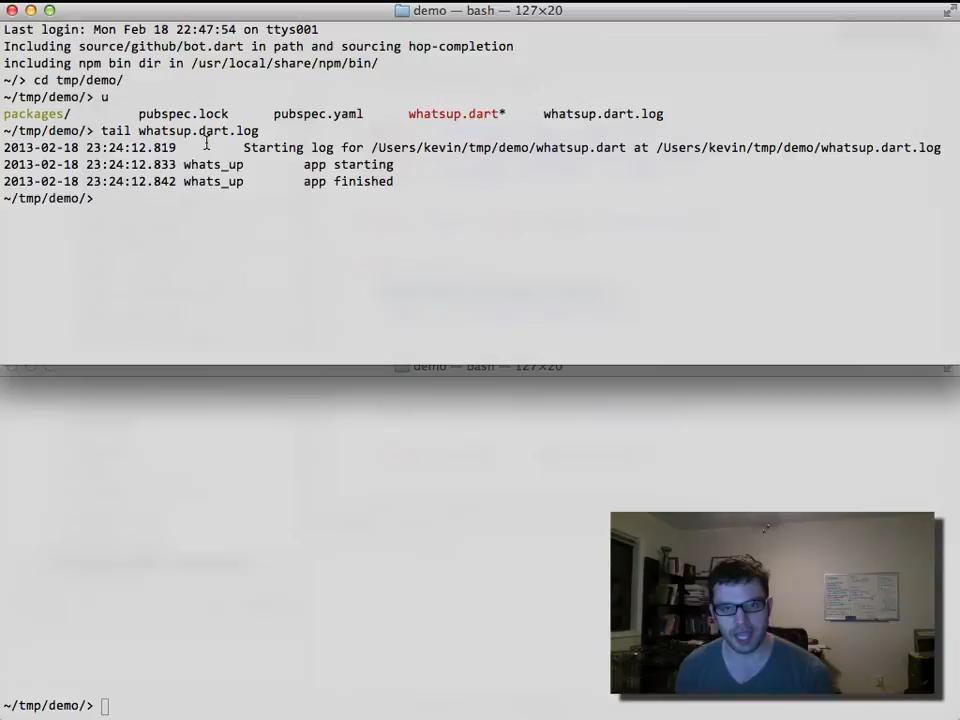 demo — bash — 127×20
Last login: Mon Feb 18 22:47:54 on ttys001
Including source/github/bot.dart in path and sourcing hop-completion
including npm bin dir in /usr/local/share/npm/bin/
~/> cd tmp/demo/
~/tmp/demo/> u
packages/ pubspec.lock pubspec.yaml whatsup.dart* whatsup.dart.log
~/tmp/demo/> tail whatsup.dart.log
2013-02-18 23:24:12.819 Starting log for /Users/kevin/tmp/demo/whatsup.dart at /Users/kevin/tmp/demo/whatsup.dart.log
2013-02-18 23:24:12.833 whats_up app starting
2013-02-18 23:24:12.842 whats_up app finished
~/tmp/demo/>
demo — bash — 127×20
~/tmp/demo/>